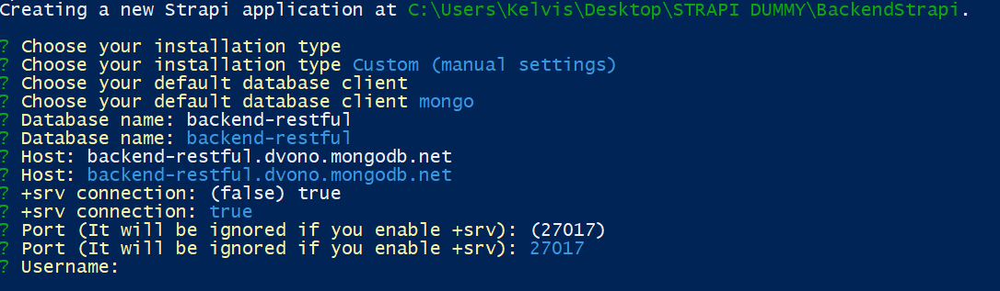 Creating a new Strapi application at C:\Users\Kelvis\Desktop\STRAPI DUMMY\BackendStrapi.
? Choose your installation type
? Choose your installation type Custom (manual settings)
? Choose your default database client
? Choose your default database client mongo
? Database name: backend-restful
? Database name: backend-restful
? Host: backend-restful.dvono.mongodb.net
? Host: backend-restful.dvono.mongodb.net
? +srv connection: (false) true
? +srv connection: true
? Port (It will be ignored if you enable +srv): (27017)
? Port (It will be ignored if you enable +srv): 27017
? Username: